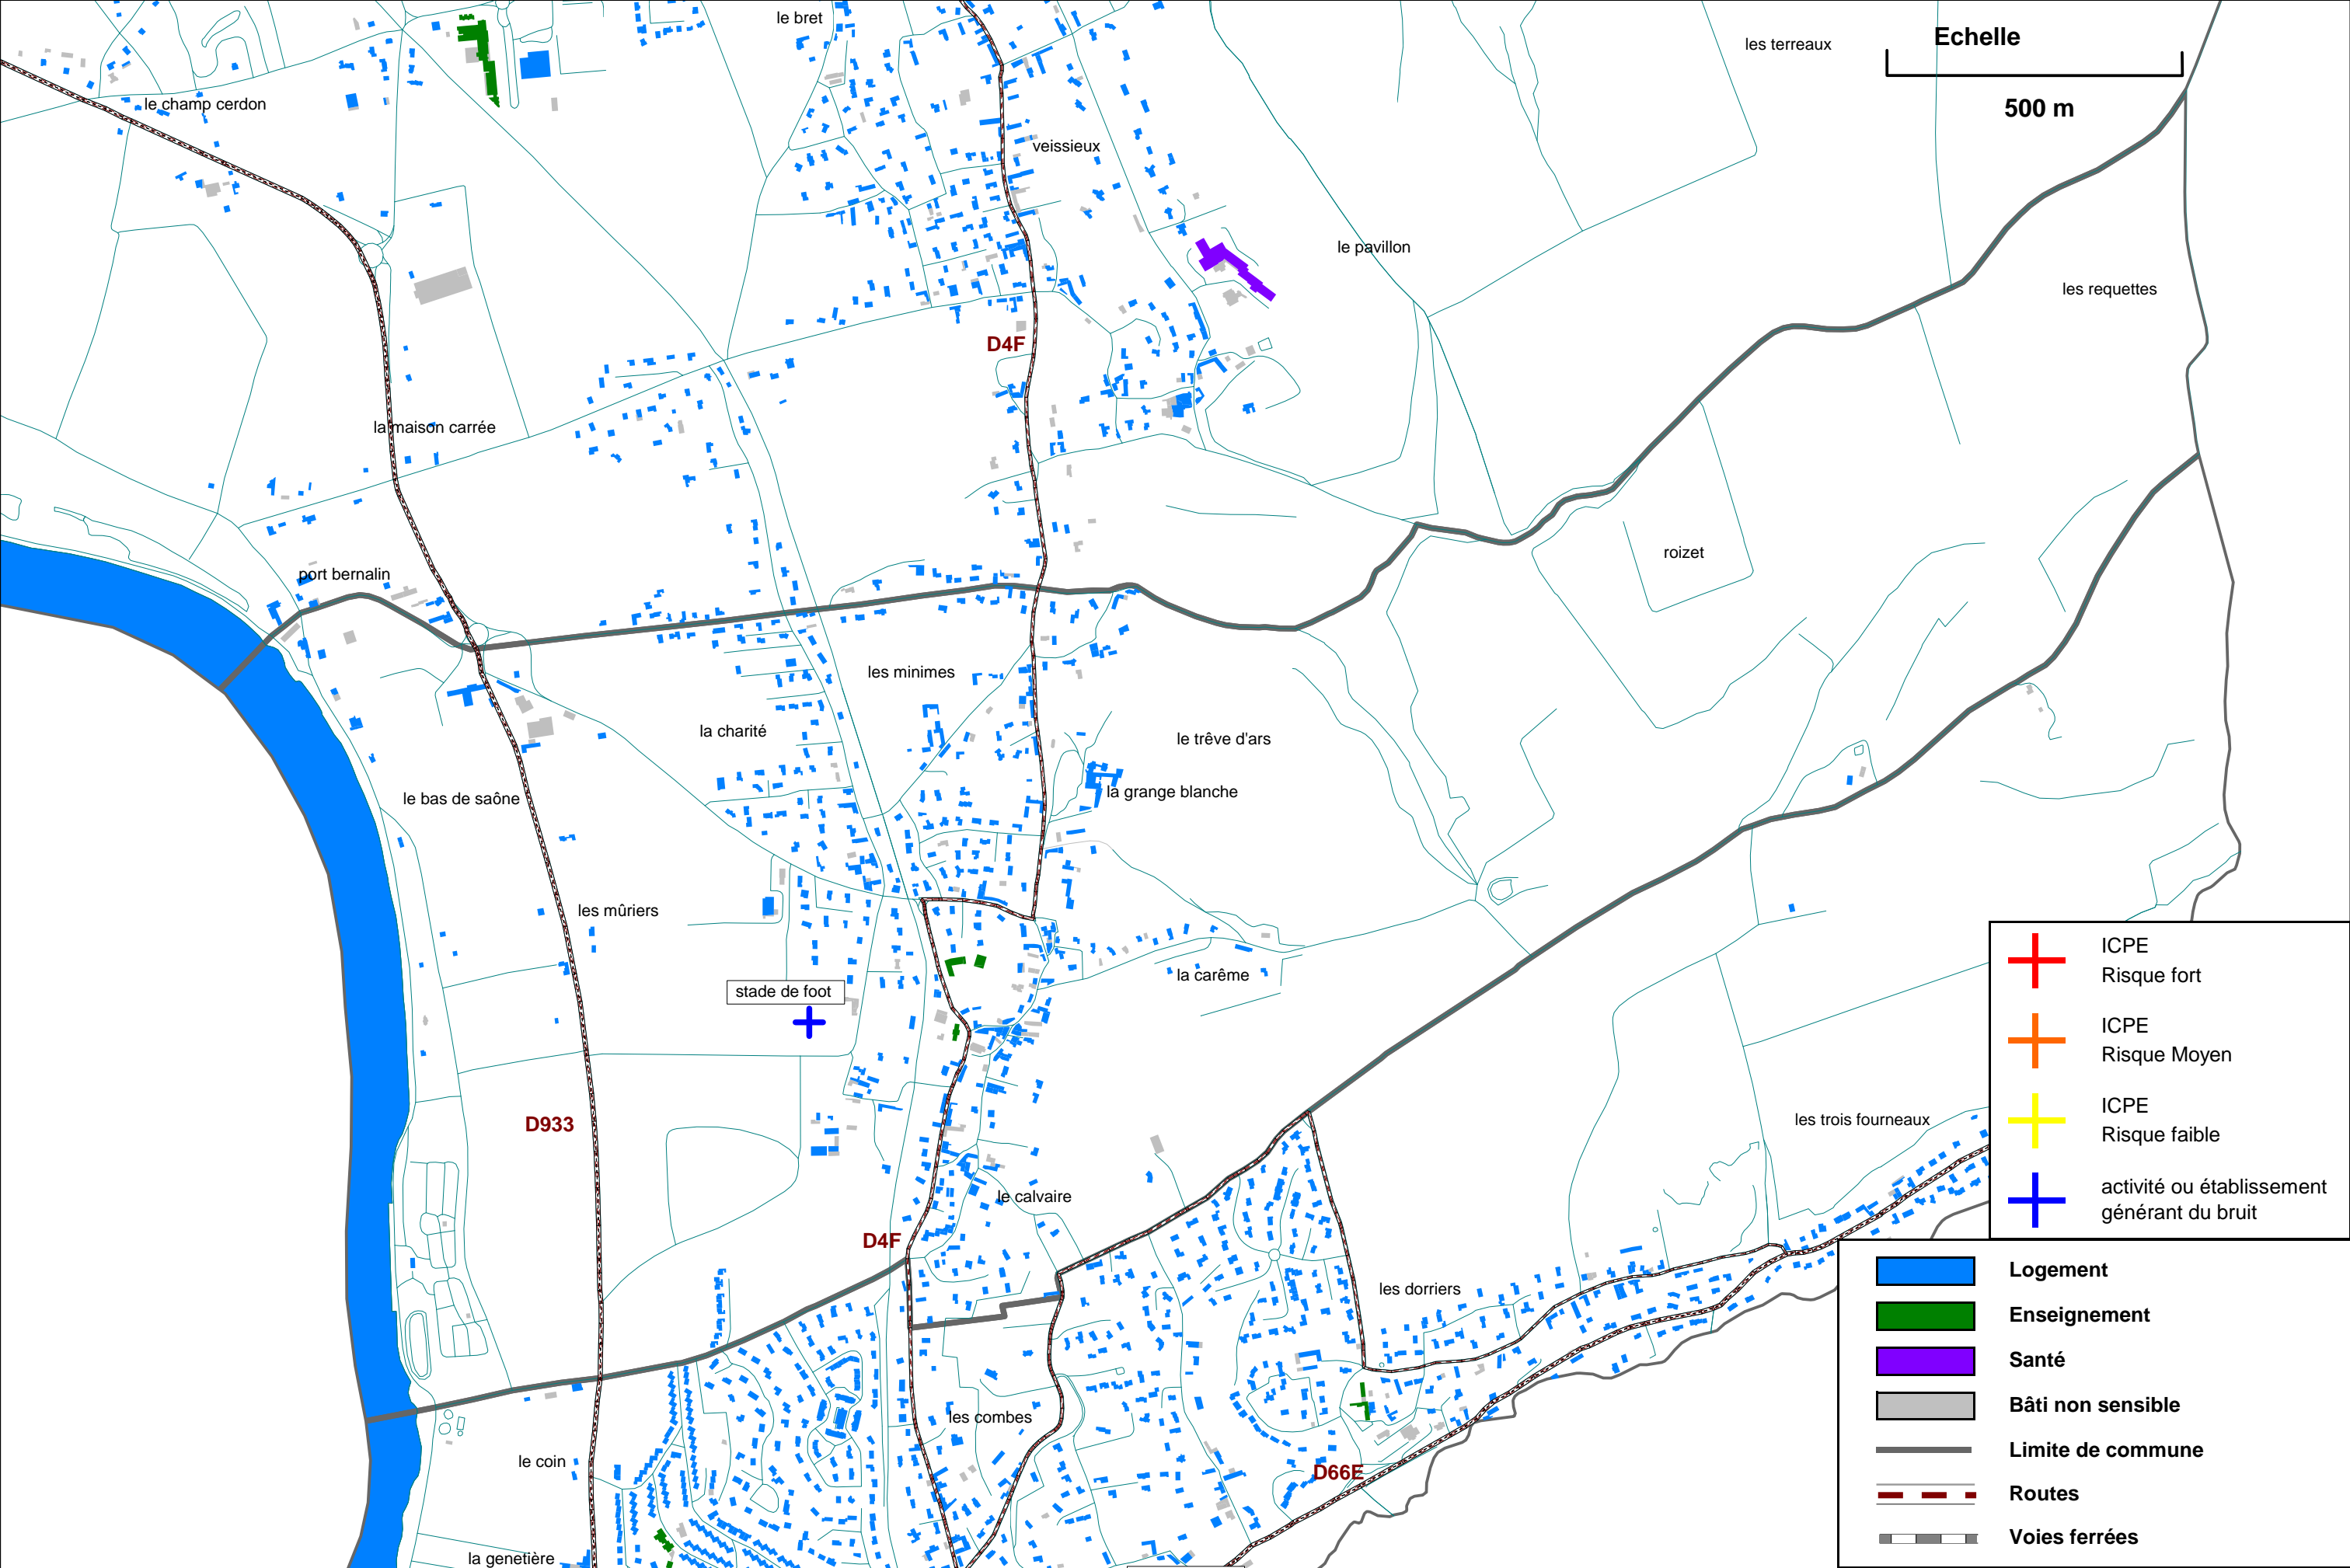 le bret
Echelle
les terreaux
500 m
le champ cerdon
veissieux
le pavillon
les requettes
D4F
la maison carrée
roizet
port bernalin
les minimes
la charité
le trêve d'ars
la grange blanche
le bas de saône
les mûriers
la carême
stade de foot
D933
les trois fourneaux
le calvaire
D4F
les dorriers
les combes
le coin
D66E
la genetière
ICPE
Risque fort
ICPE
Risque Moyen
ICPE
Risque faible
activité ou établissement
générant du bruit
Logement
Enseignement
Santé
Bâti non sensible
Limite de commune
Routes
Voies ferrées